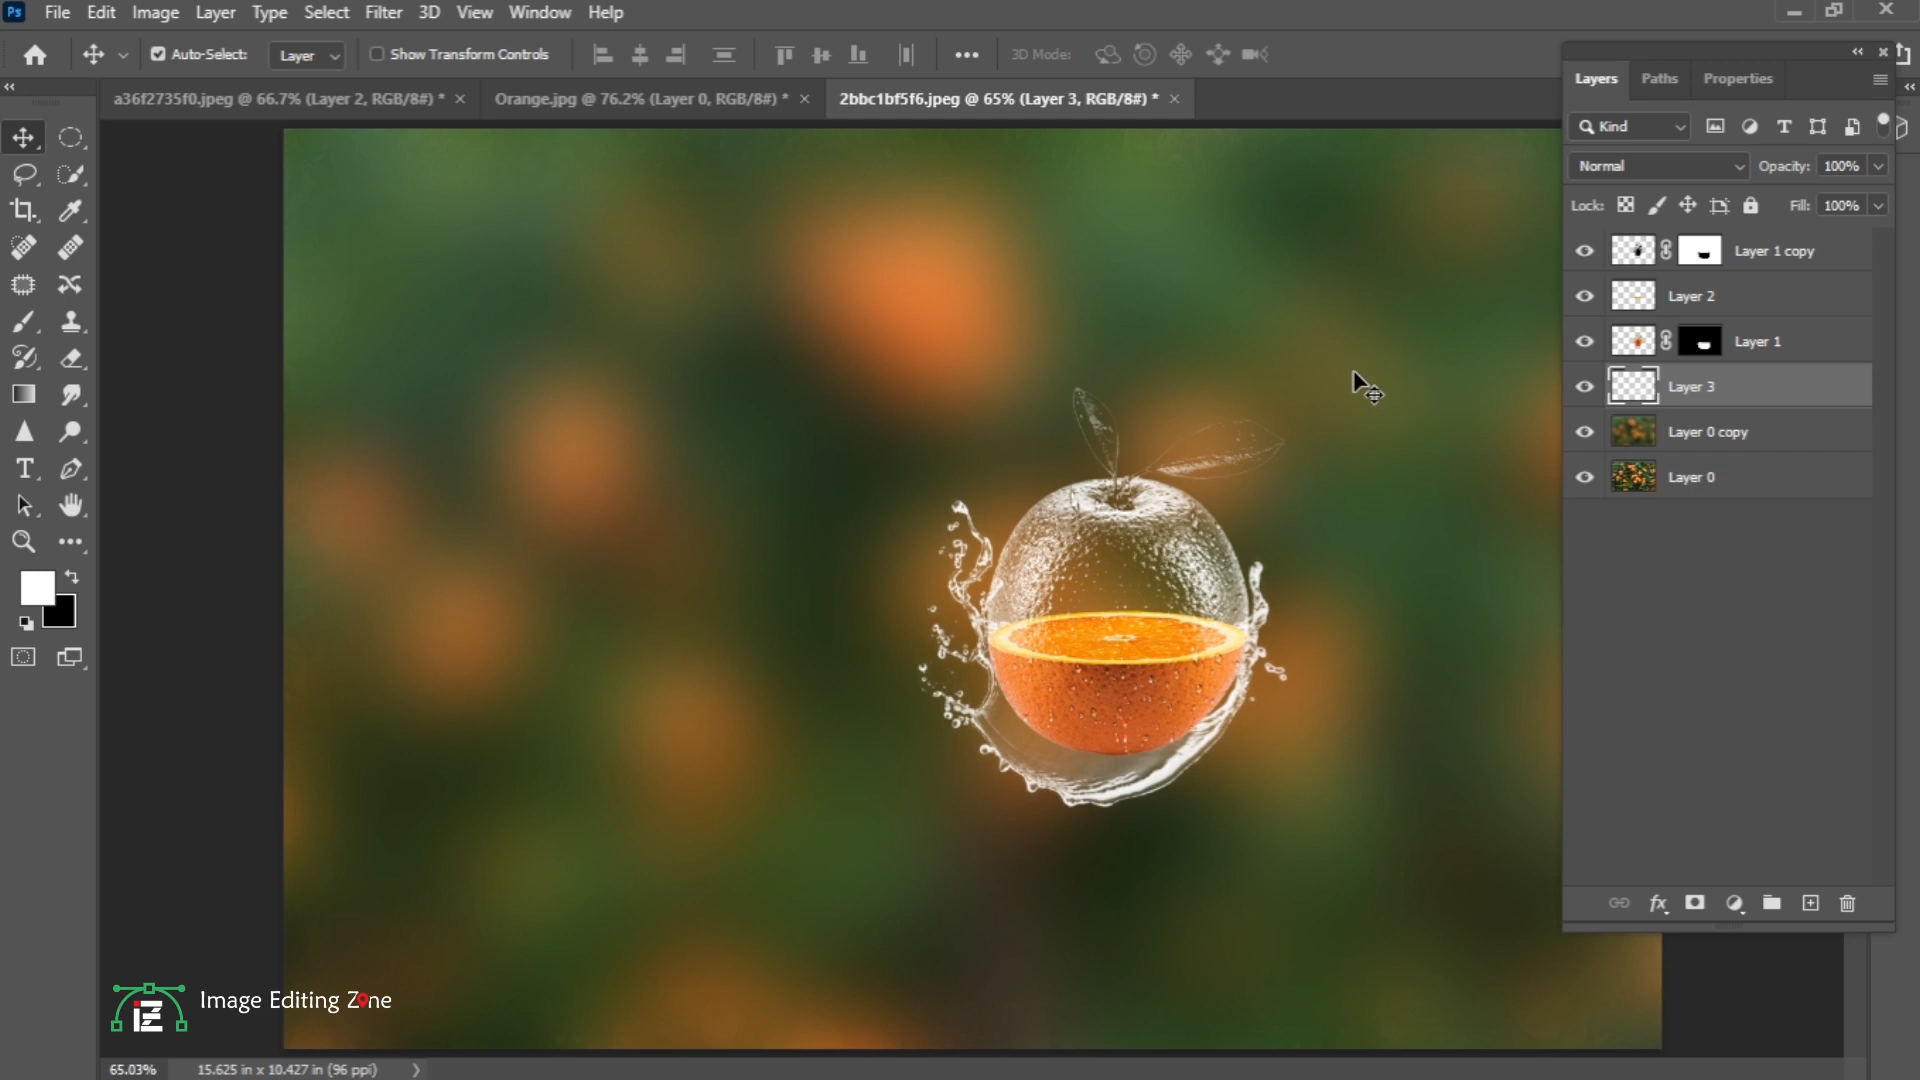 Ps File Edit Image Layer Type Select Filter 3D View Window Help
Auto-Select: Layer Show Transform Controls 3D Mode:
a36f2735f0.jpeg @ 66.7% (Layer 2, RGB/8#) * Orange.jpg @ 76.2% (Layer 0, RGB/8#) * 2bbc1bf5f6.jpeg @ 65% (Layer 3, RGB/8#) *
Layers Paths Properties
Kind
Normal Opacity: 100%
Lock: Fill: 100%
Layer 1 copy
Layer 2
Layer 1
Layer 3
Layer 0 copy
Layer 0
fx
iEZ Image Editing Zone
65.03% 15.625 in x 10.427 in (96 ppi)